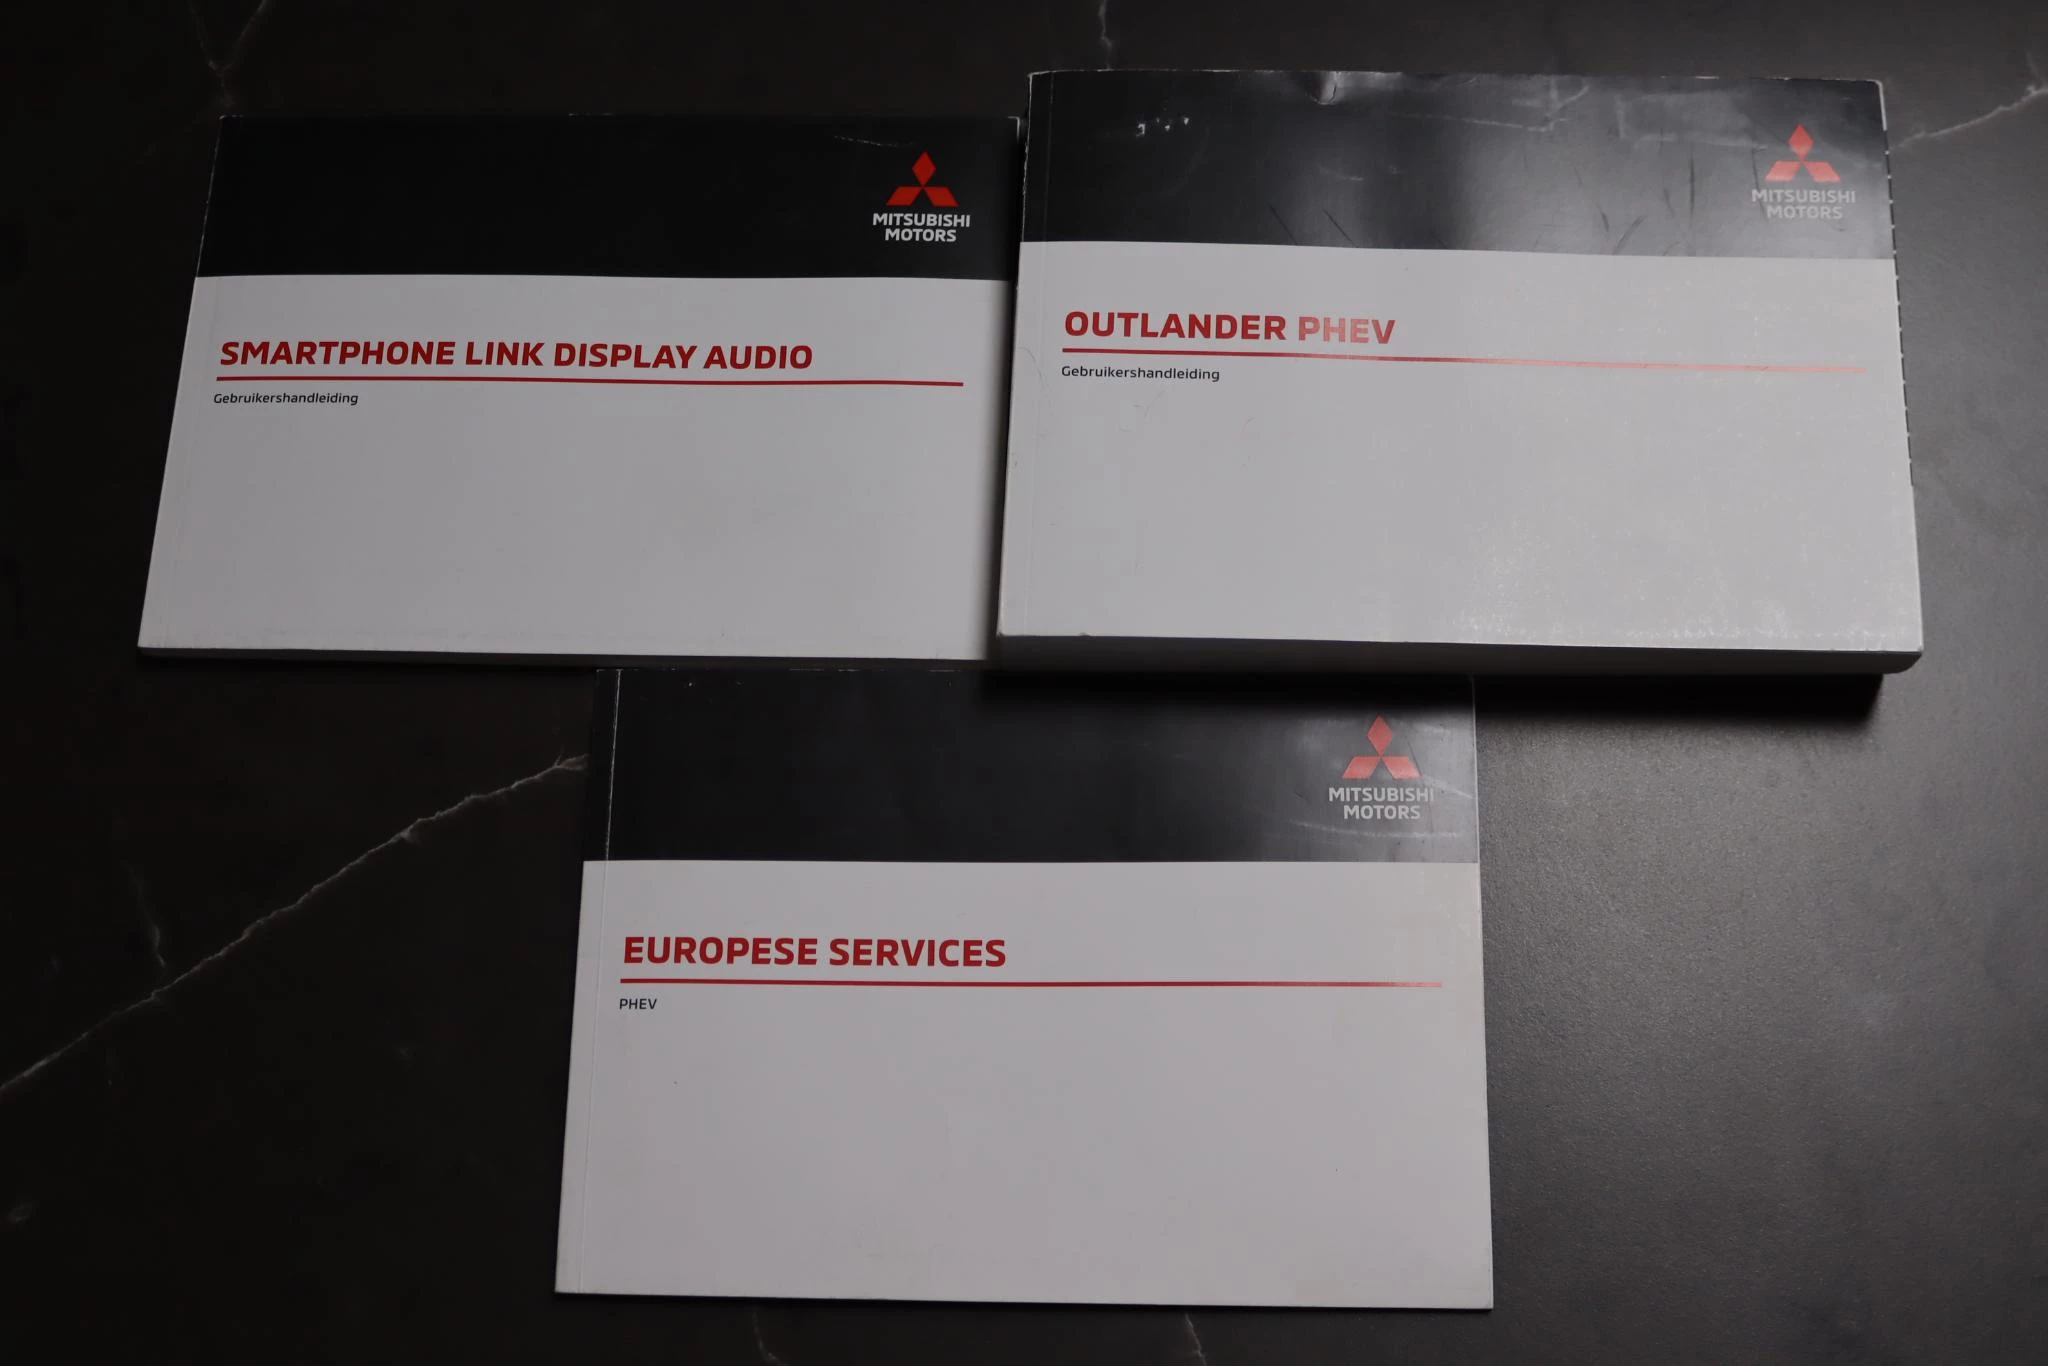 MITSUBISHI
MOTORS
SMARTPHONE LINK DISPLAY AUDIO
Gebruikershandleiding
MITSUBISHI
MOTORS
OUTLANDER PHEV
Gebruikershandleiding
MITSUBISHI
MOTORS
EUROPESE SERVICES
PHEV